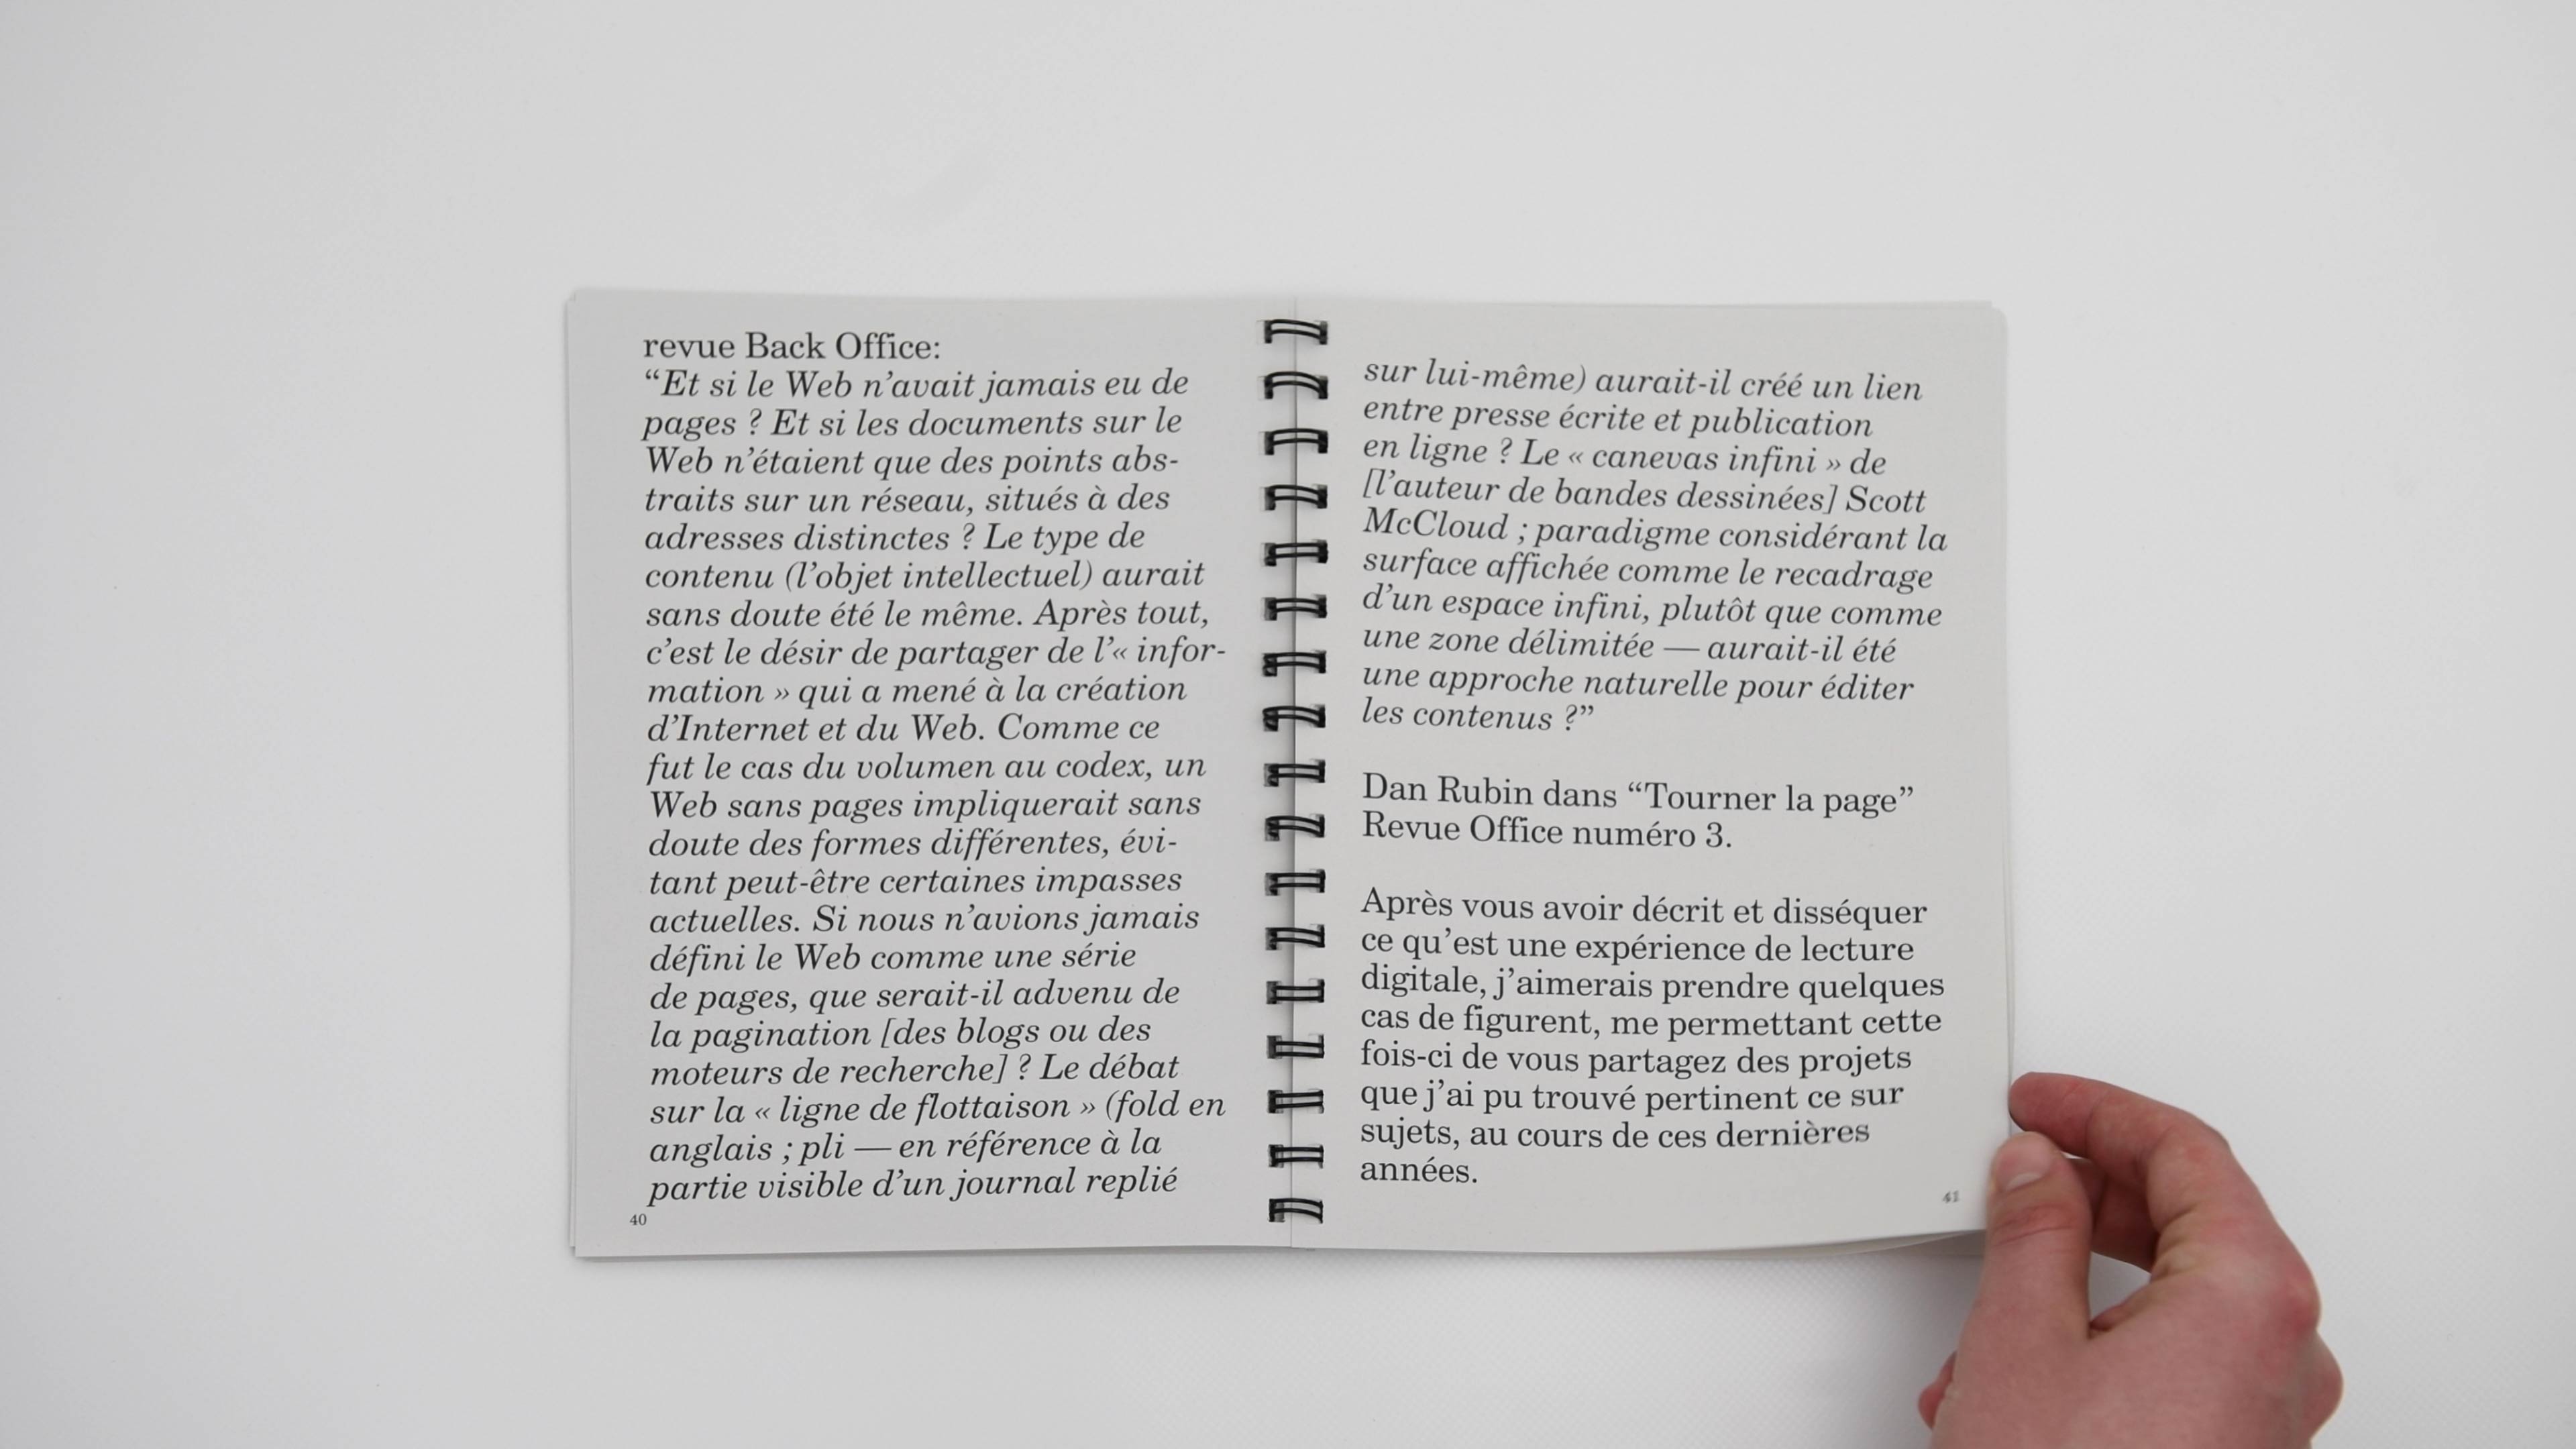 revue Back Office:
“Et si le Web n’avait jamais eu de
pages ? Et si les documents sur le
Web n’étaient que des points abs-
traits sur un réseau, situés à des
adresses distinctes ? Le type de
contenu (l’objet intellectuel) aurait
sans doute été le même. Après tout,
c’est le désir de partager de l’« infor-
mation » qui a mené à la création
d’Internet et du Web. Comme ce
fut le cas du volumen au codex, un
Web sans pages impliquerait sans
doute des formes différentes, évi-
tant peut-être certaines impasses
actuelles. Si nous n’avions jamais
défini le Web comme une série
de pages, que serait-il advenu de
la pagination [des blogs ou des
moteurs de recherche] ? Le débat
sur la « ligne de flottaison » (fold en
anglais ; pli — en référence à la
partie visible d’un journal replié
40
sur lui-même) aurait-il créé un lien
entre presse écrite et publication
en ligne ? Le « canevas infini » de
[l’auteur de bandes dessinées] Scott
McCloud ; paradigme considérant la
surface affichée comme le recadrage
d’un espace infini, plutôt que comme
une zone délimitée — aurait-il été
une approche naturelle pour éditer
les contenus ?”
Dan Rubin dans “Tourner la page”
Revue Office numéro 3.
Après vous avoir décrit et disséquer
ce qu’est une expérience de lecture
digitale, j’aimerais prendre quelques
cas de figurent, me permettant cette
fois-ci de vous partagez des projets
que j’ai pu trouvé pertinent ce sur
sujets, au cours de ces dernières
années.
41